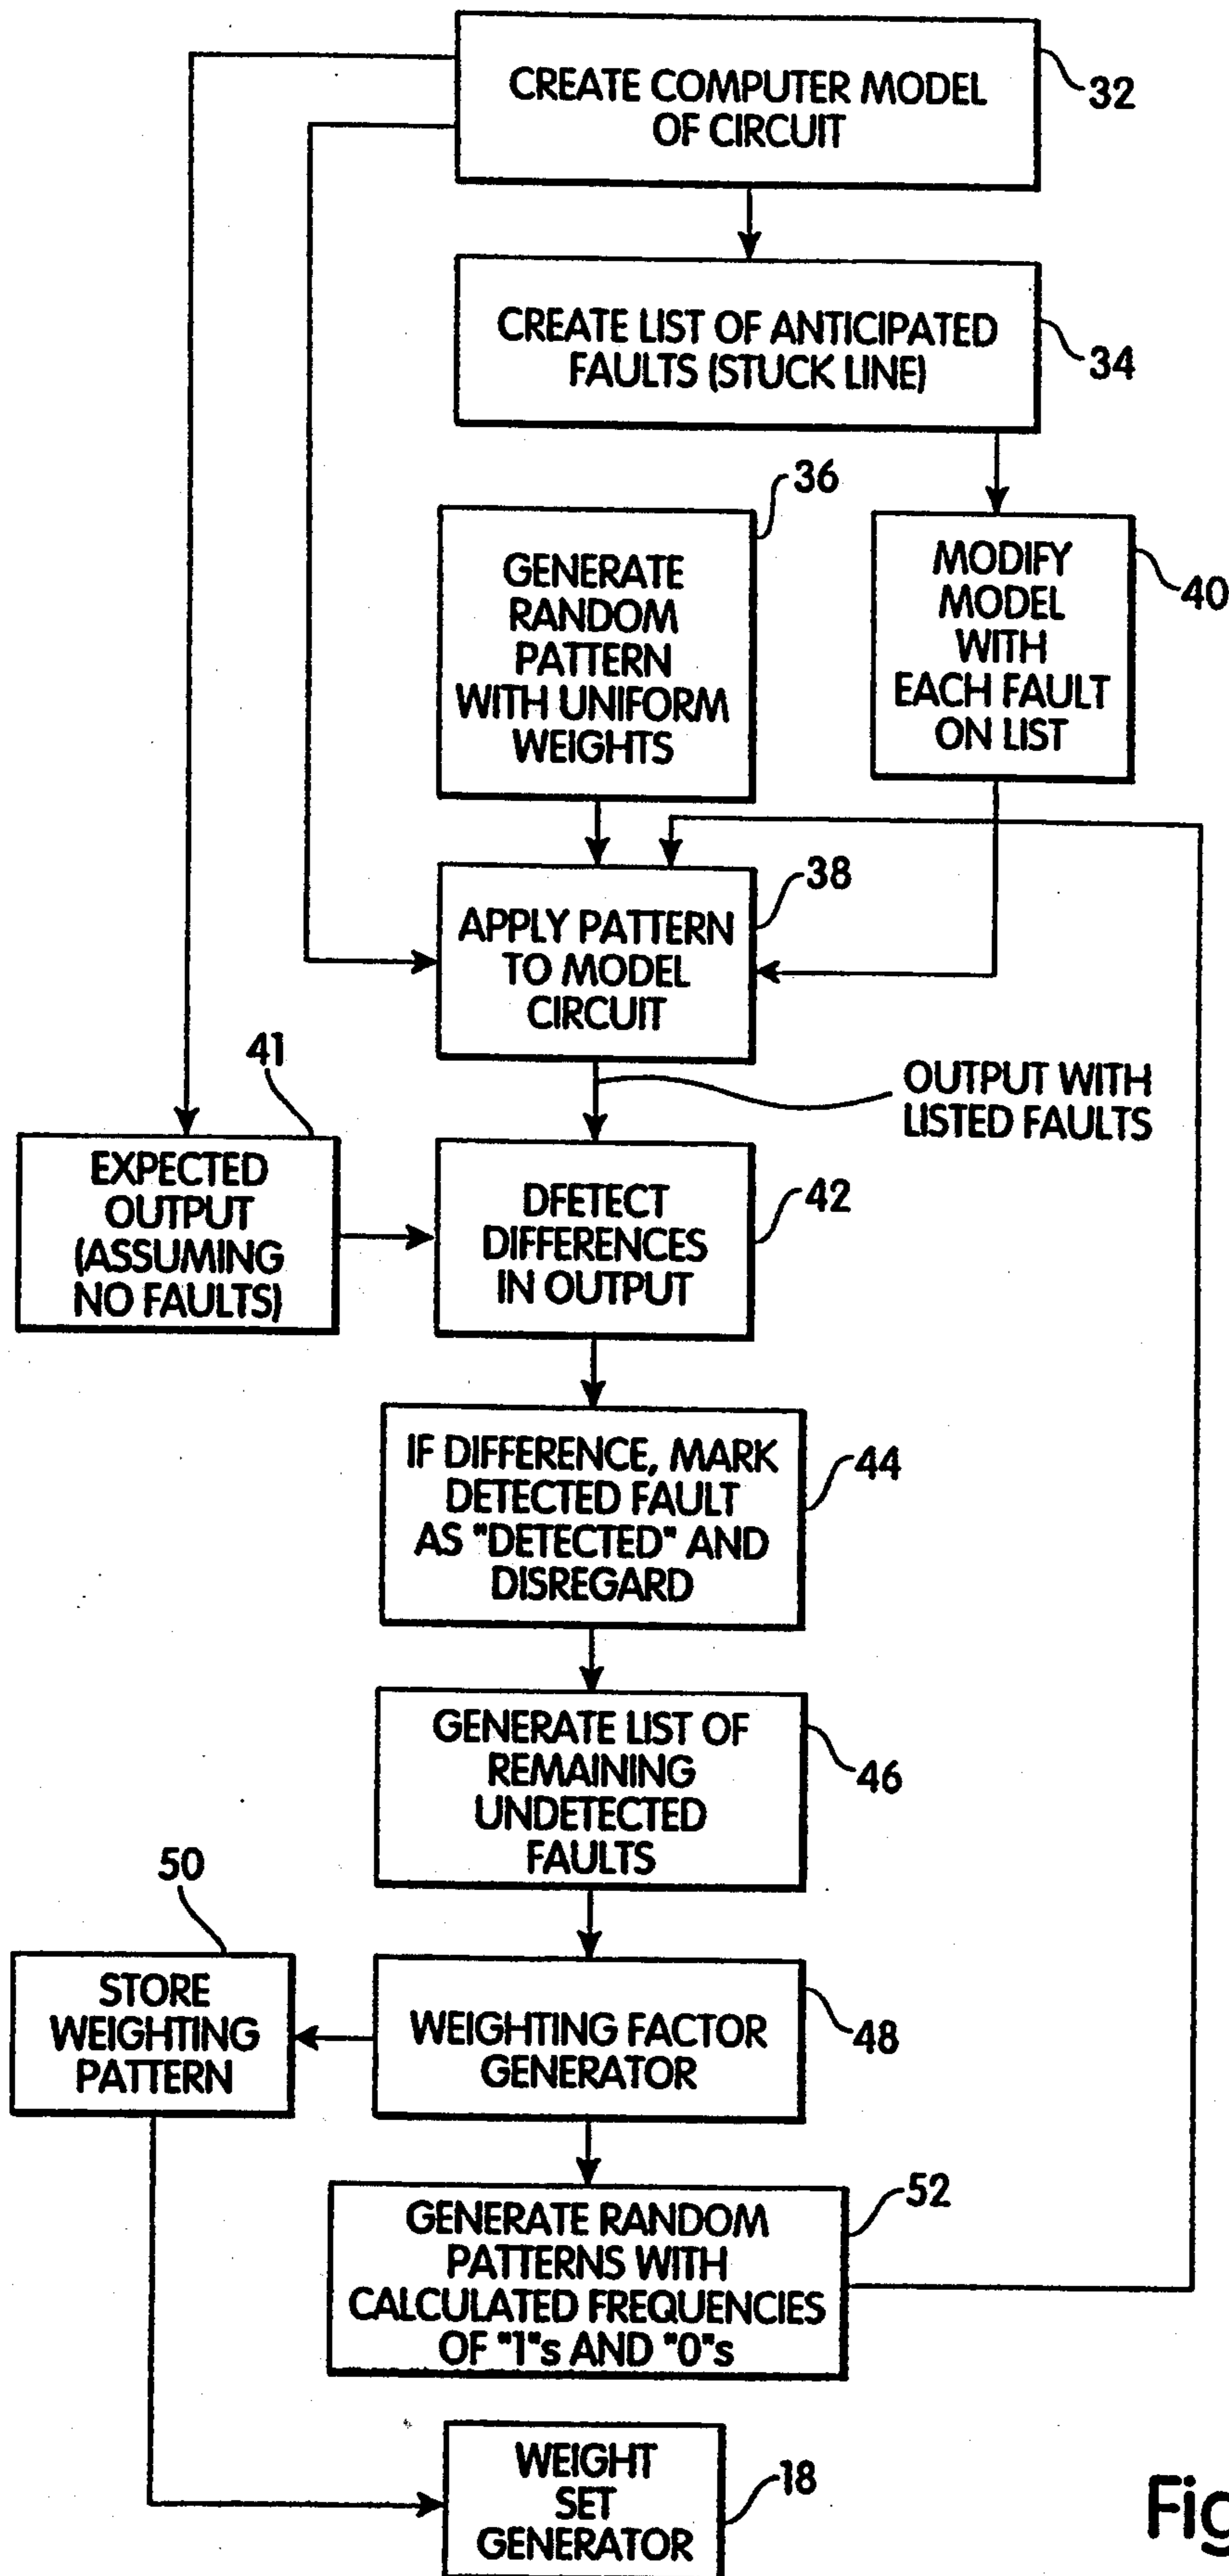 CREATE COMPUTER MODEL
OF CIRCUIT
32
CREATE LIST OF ANTICIPATED
FAULTS (STUCK LINE)
34
36
GENERATE
RANDOM
PATTERN
WITH UNIFORM
WEIGHTS
MODIFY
MODEL
WITH
EACH FAULT
ON LIST
40
38
APPLY PATTERN
TO MODEL
CIRCUIT
OUTPUT WITH
LISTED FAULTS
41
EXPECTED
OUTPUT
(ASSUMING
NO FAULTS)
DFETECT
DIFFERENCES
IN OUTPUT
42
IF DIFFERENCE, MARK
DETECTED FAULT
AS "DETECTED" AND
DISREGARD
44
GENERATE LIST OF
REMAINING
UNDETECTED
FAULTS
46
50
STORE
WEIGHTING
PATTERN
WEIGHTING FACTOR
GENERATOR
48
GENERATE RANDOM
PATTERNS WITH
CALCULATED FREQUENCIES
OF "1"s AND "0"s
52
WEIGHT
SET
GENERATOR
18
Fig